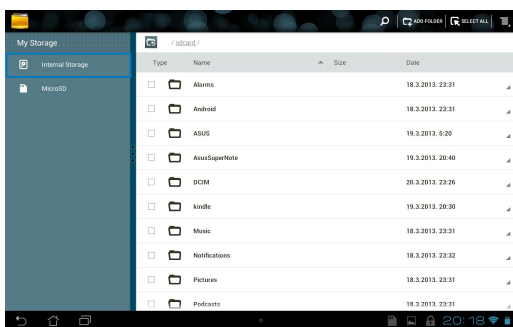 ADD FOLDER SELECT ALL
My Storage
/ sdcard /
Internal Storage
Type Name Size Date
MicroSD
Alarms 18.3.2013. 23:31
Android 18.3.2013. 23:31
ASUS 19.3.2013. 5:20
AsusSuperNote 19.3.2013. 20:40
DCIM 20.3.2013. 23:26
kindle 19.3.2013. 20:30
Music 18.3.2013. 23:31
Notifications 18.3.2013. 23:32
Pictures 18.3.2013. 23:31
Podcasts 18.3.2013. 23:31
20:18